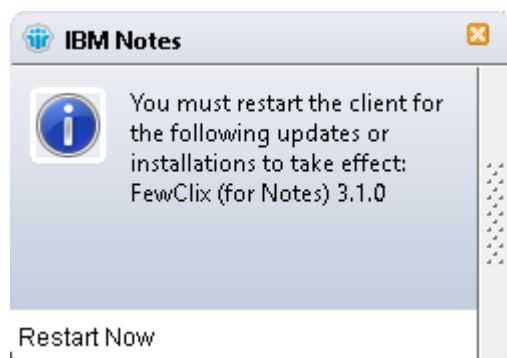 IBM Notes
You must restart the client for
the following updates or
installations to take effect:
FewClix (for Notes) 3.1.0
Restart Now